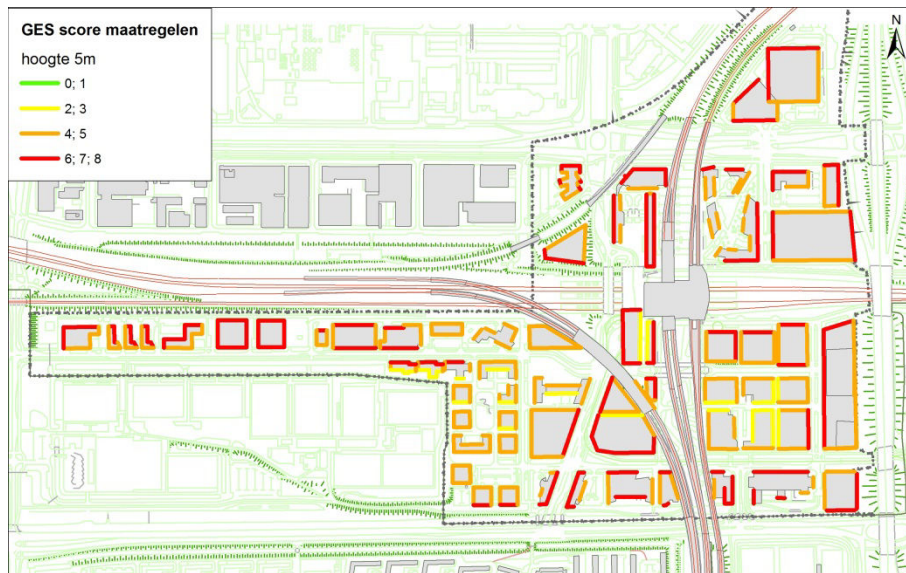 GES score maatregelen
hoogte 5m
0; 1
2; 3
4; 5
6; 7; 8
N